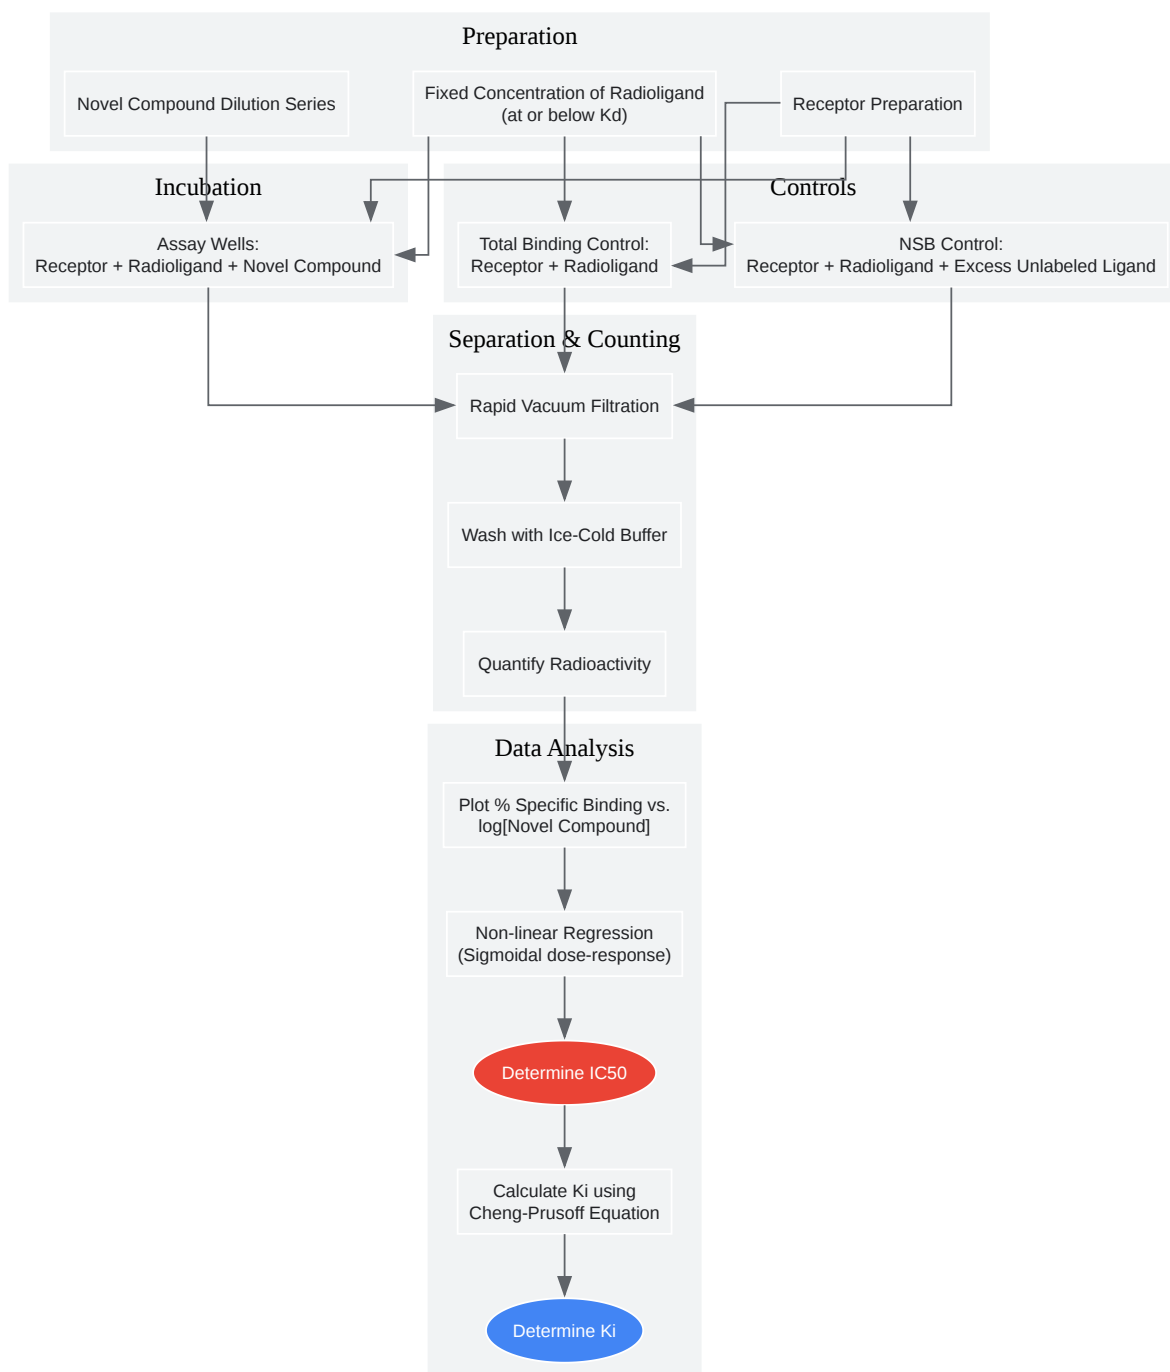 Preparation
Novel Compound Dilution Series
Fixed Concentration of Radioligand
(at or below Kd)
Receptor Preparation
Incubation
Controls
Assay Wells:
Receptor + Radioligand + Novel Compound
Total Binding Control:
Receptor + Radioligand
NSB Control:
Receptor + Radioligand + Excess Unlabeled Ligand
Separation & Counting
Rapid Vacuum Filtration
Wash with Ice-Cold Buffer
Quantify Radioactivity
Data Analysis
Plot % Specific Binding vs.
log[Novel Compound]
Non-linear Regression
(Sigmoidal dose-response)
Determine IC50
Calculate Ki using
Cheng-Prusoff Equation
Determine Ki